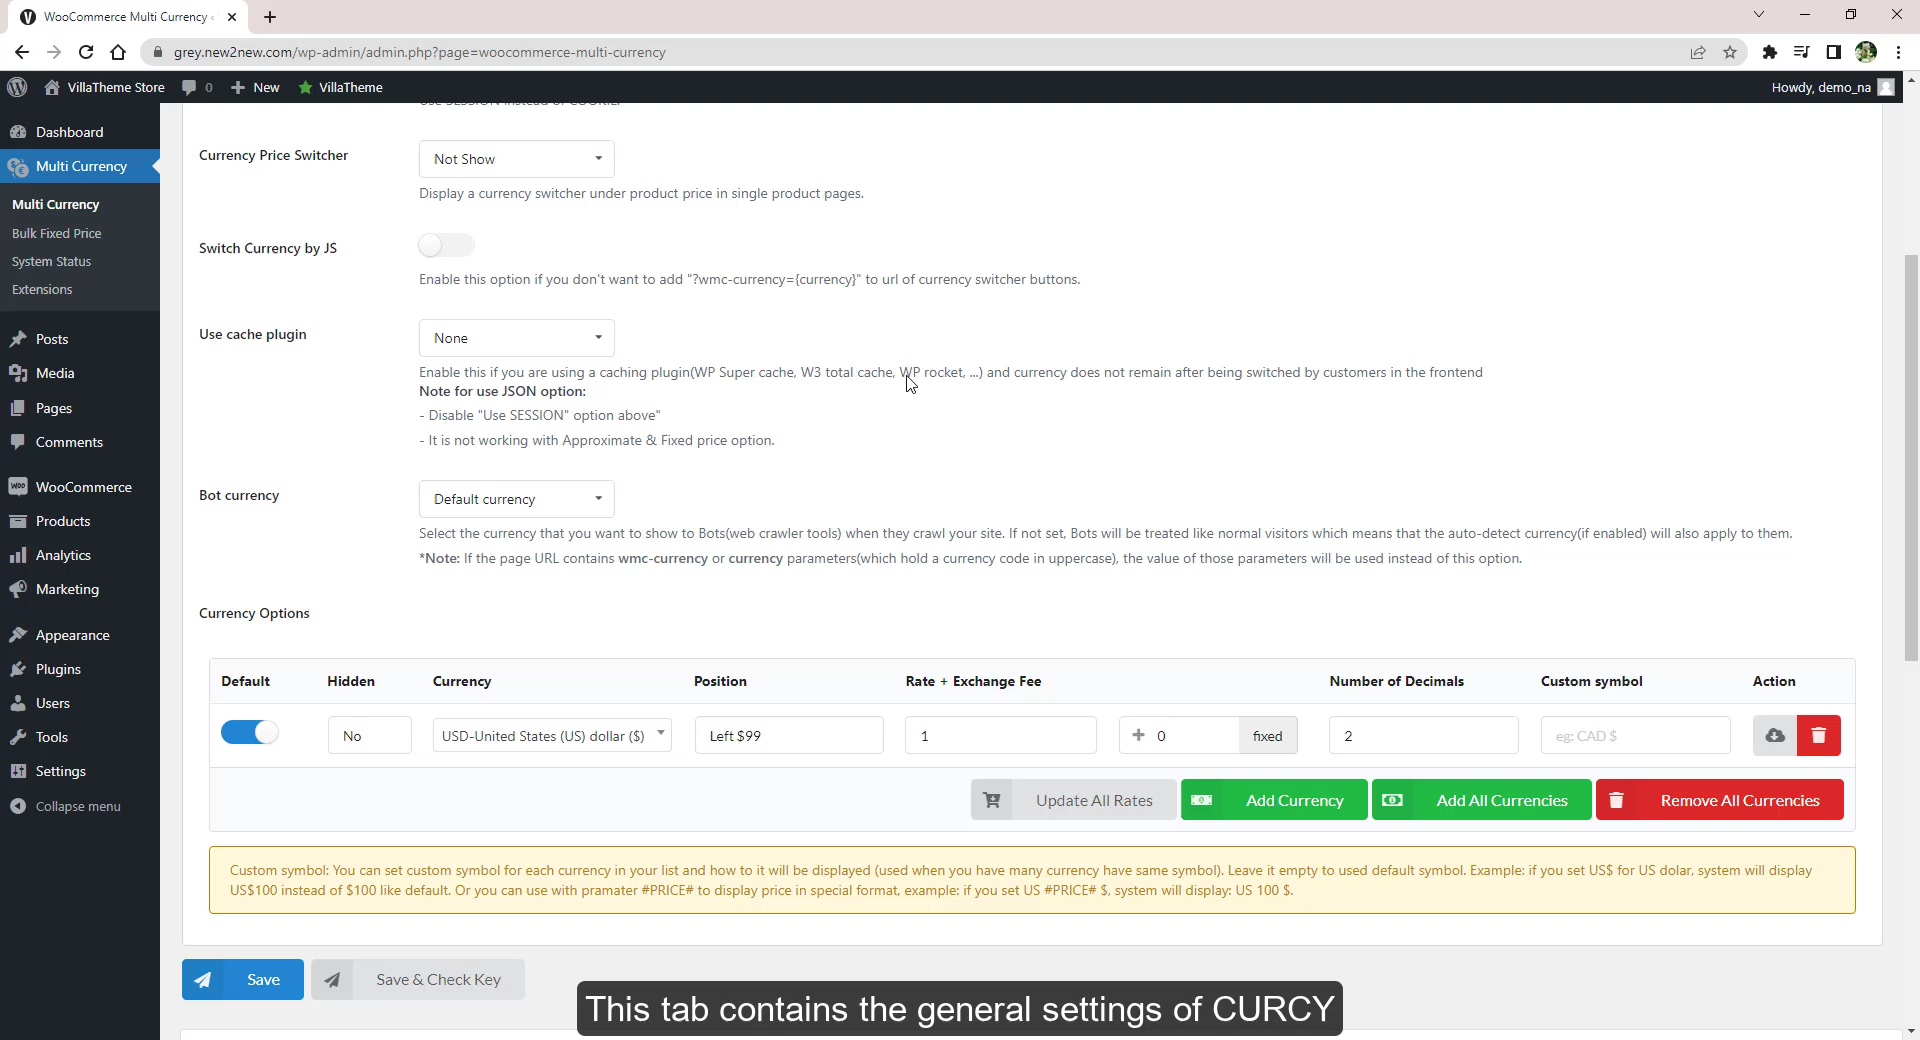 WooCommerce Multi Currency
grey.new2new.com/wp-admin/admin.php?page=woocommerce-multi-currency
VillaTheme Store
0
New
VillaTheme
Howdy, demo_na
Dashboard
Multi Currency
Multi Currency
Bulk Fixed Price
System Status
Extensions
Posts
Media
Pages
Comments
WooCommerce
Products
Analytics
Marketing
Appearance
Plugins
Users
Tools
Settings
Collapse menu
Currency Price Switcher
Not Show
Display a currency switcher under product price in single product pages.
Switch Currency by JS
Enable this option if you don't want to add "?wmc-currency={currency}" to url of currency switcher buttons.
Use cache plugin
None
Enable this if you are using a caching plugin(WP Super cache, W3 total cache, WP rocket, ...) and currency does not remain after being switched by customers in the frontend
Note for use JSON option:
- Disable "Use SESSION" option above"
- It is not working with Approximate & Fixed price option.
Bot currency
Default currency
Select the currency that you want to show to Bots(web crawler tools) when they crawl your site. If not set, Bots will be treated like normal visitors which means that the auto-detect currency(if enabled) will also apply to them.
*Note: If the page URL contains wmc-currency or currency parameters(which hold a currency code in uppercase), the value of those parameters will be used instead of this option.
Currency Options
Default Hidden Currency Position Rate + Exchange Fee Number of Decimals Custom symbol Action
No USD-United States (US) dollar ($) Left $99 1 + 0 fixed 2 eg: CAD $
Update All Rates Add Currency Add All Currencies Remove All Currencies
Custom symbol: You can set custom symbol for each currency in your list and how to it will be displayed (used when you have many currency have same symbol). Leave it empty to used default symbol. Example: if you set US$ for US dolar, system will display
US$100 instead of $100 like default. Or you can use with pramater #PRICE# to display price in special format, example: if you set US #PRICE# $, system will display: US 100 $.
Save
Save & Check Key
This tab contains the general settings of CURCY